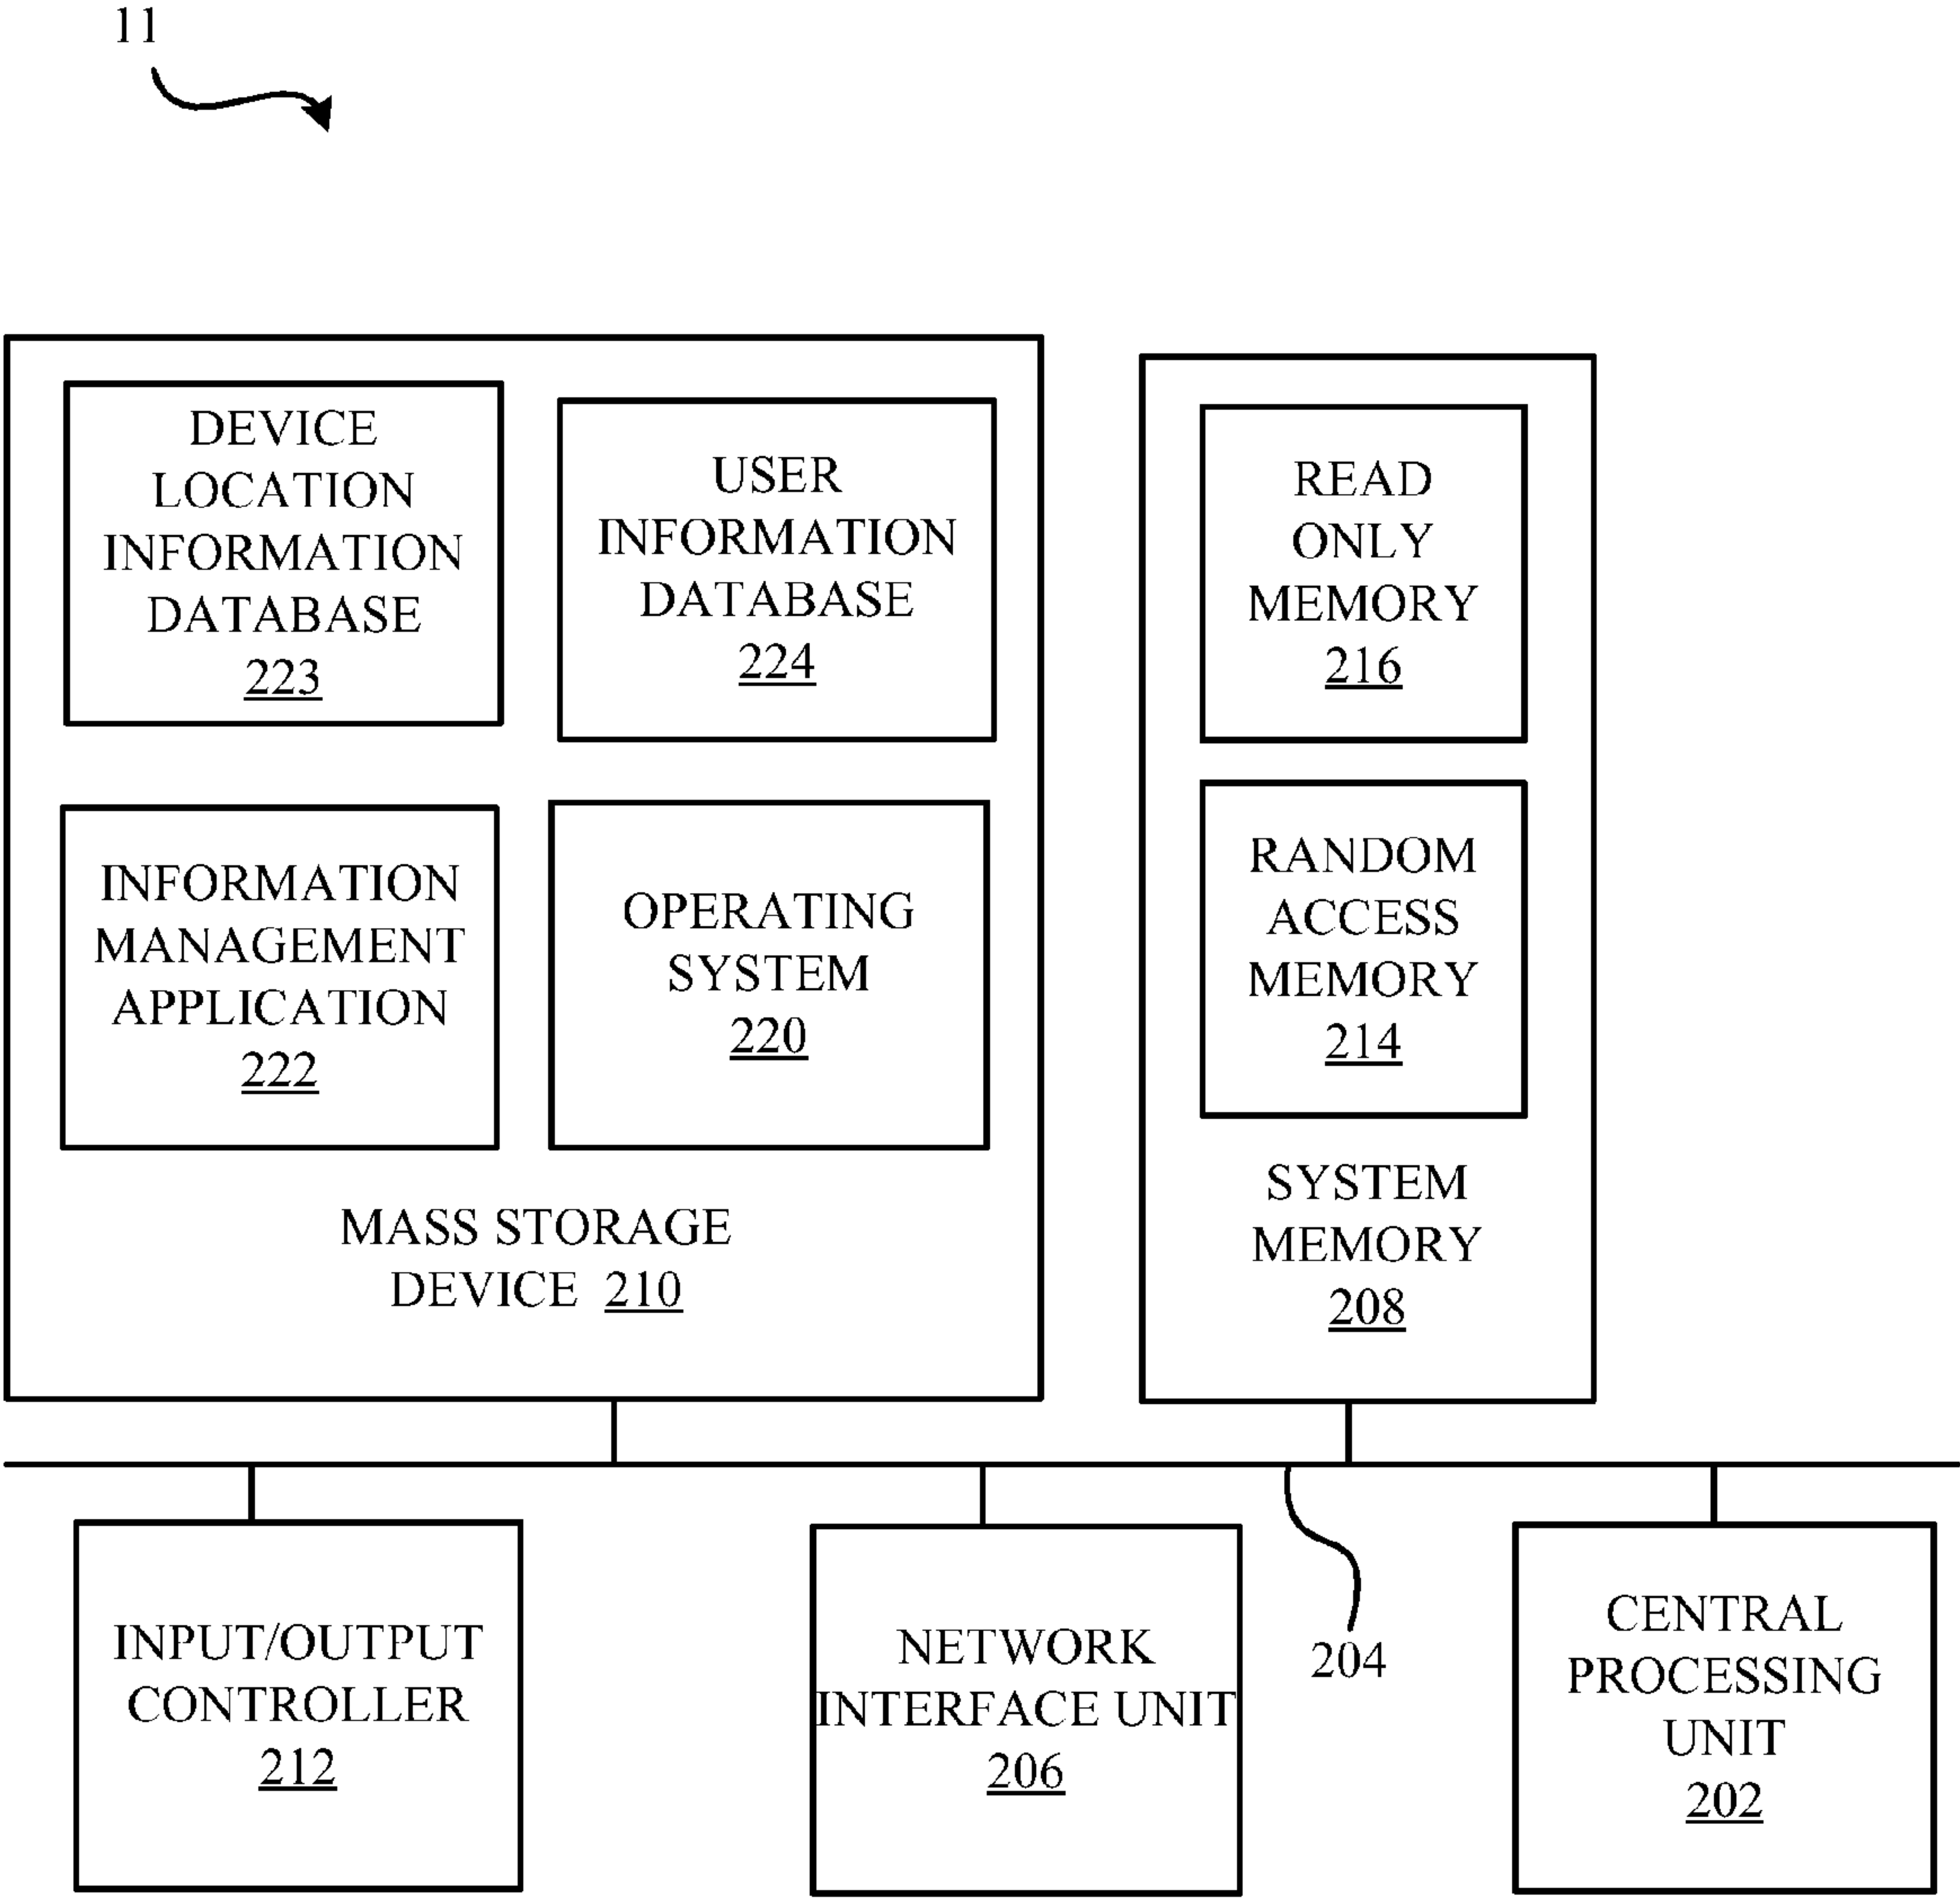 11
DEVICE
LOCATION
INFORMATION
DATABASE
223
USER
INFORMATION
DATABASE
224
INFORMATION
MANAGEMENT
APPLICATION
222
OPERATING
SYSTEM
220
MASS STORAGE
DEVICE 210
READ
ONLY
MEMORY
216
RANDOM
ACCESS
MEMORY
214
SYSTEM
MEMORY
208
INPUT/OUTPUT
CONTROLLER
212
NETWORK
INTERFACE UNIT
206
204
CENTRAL
PROCESSING
UNIT
202